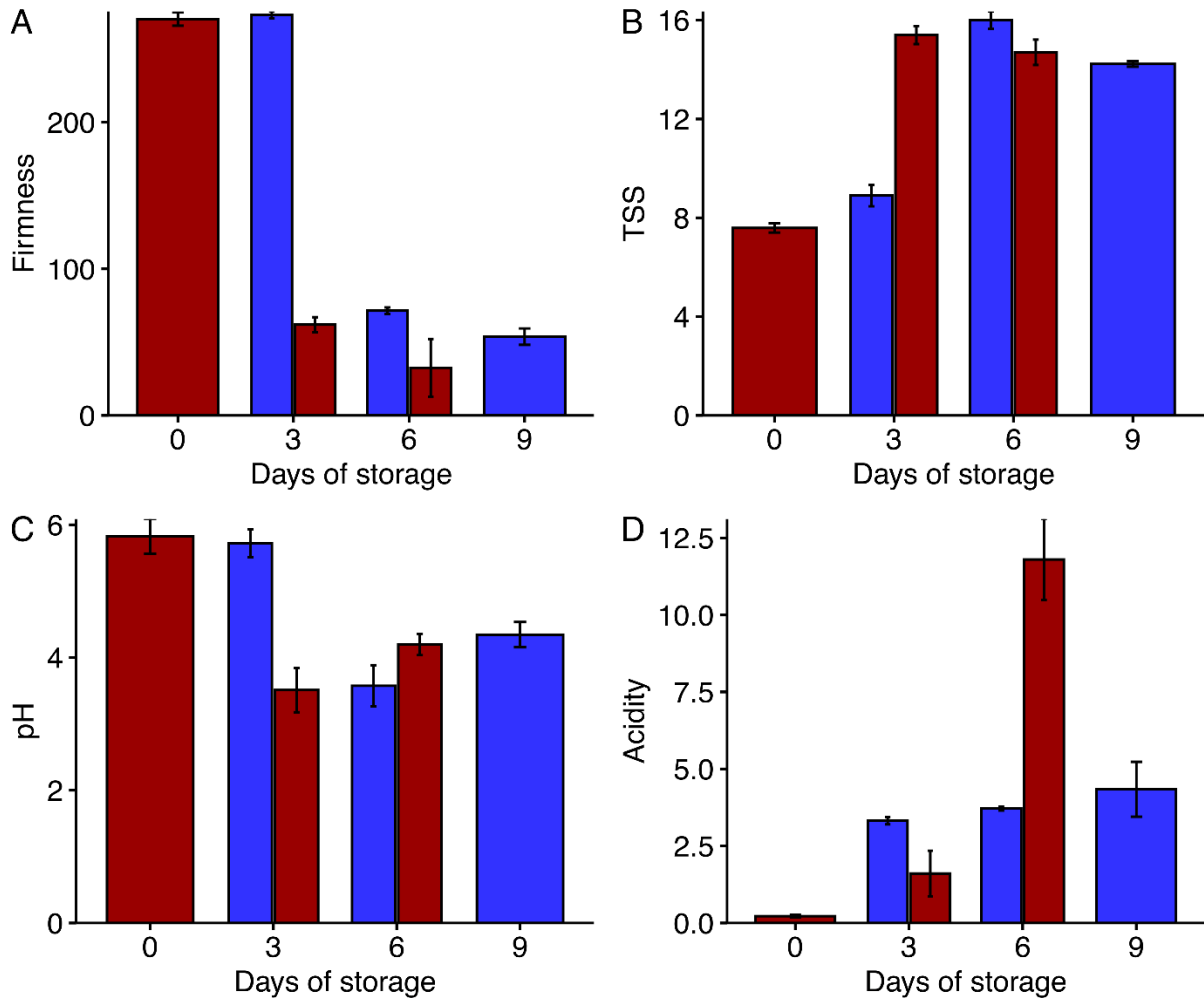 A
Firmness
200
100
0
0 3 6 9
Days of storage
B
TSS
16
12
8
4
0
0 3 6 9
Days of storage
C
pH
6
4
2
0
0 3 6 9
Days of storage
D
Acidity
12.5
10.0
7.5
5.0
2.5
0.0
0 3 6 9
Days of storage